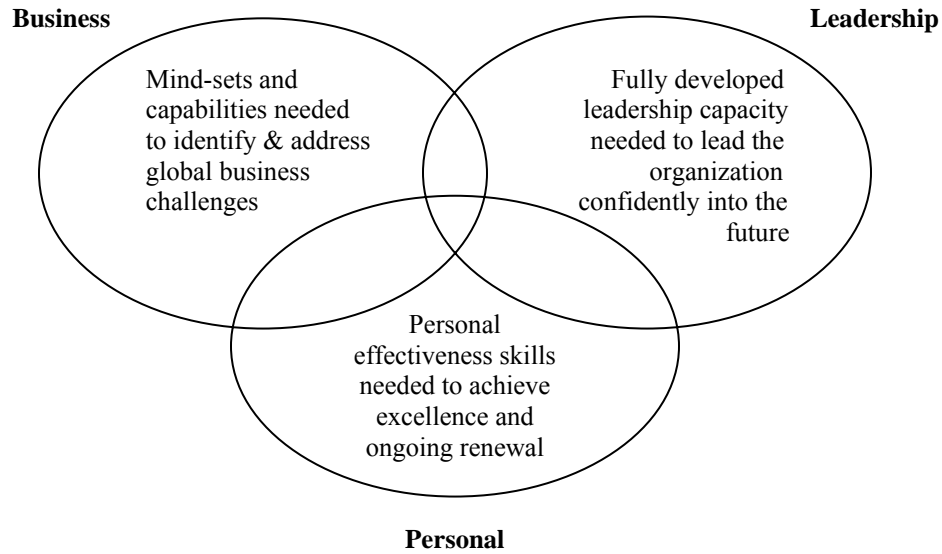 Business
Leadership
Mind-sets and
capabilities needed
to identify & address
global business
challenges
Fully developed
leadership capacity
needed to lead the
organization
confidently into the
future
Personal
effectiveness skills
needed to achieve
excellence and
ongoing renewal
Personal